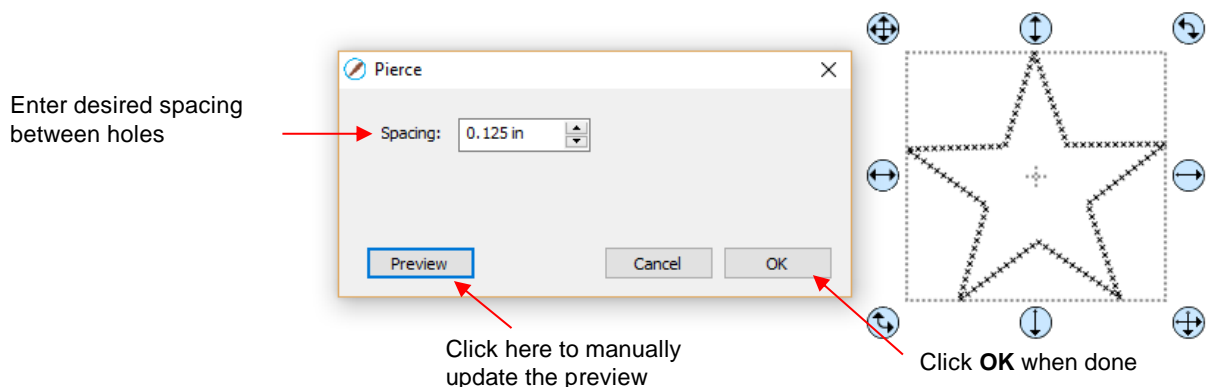 Pierce
Enter desired spacing
between holes
Spacing:
0.125 in
Preview
Cancel
OK
Click here to manually
update the preview
Click OK when done